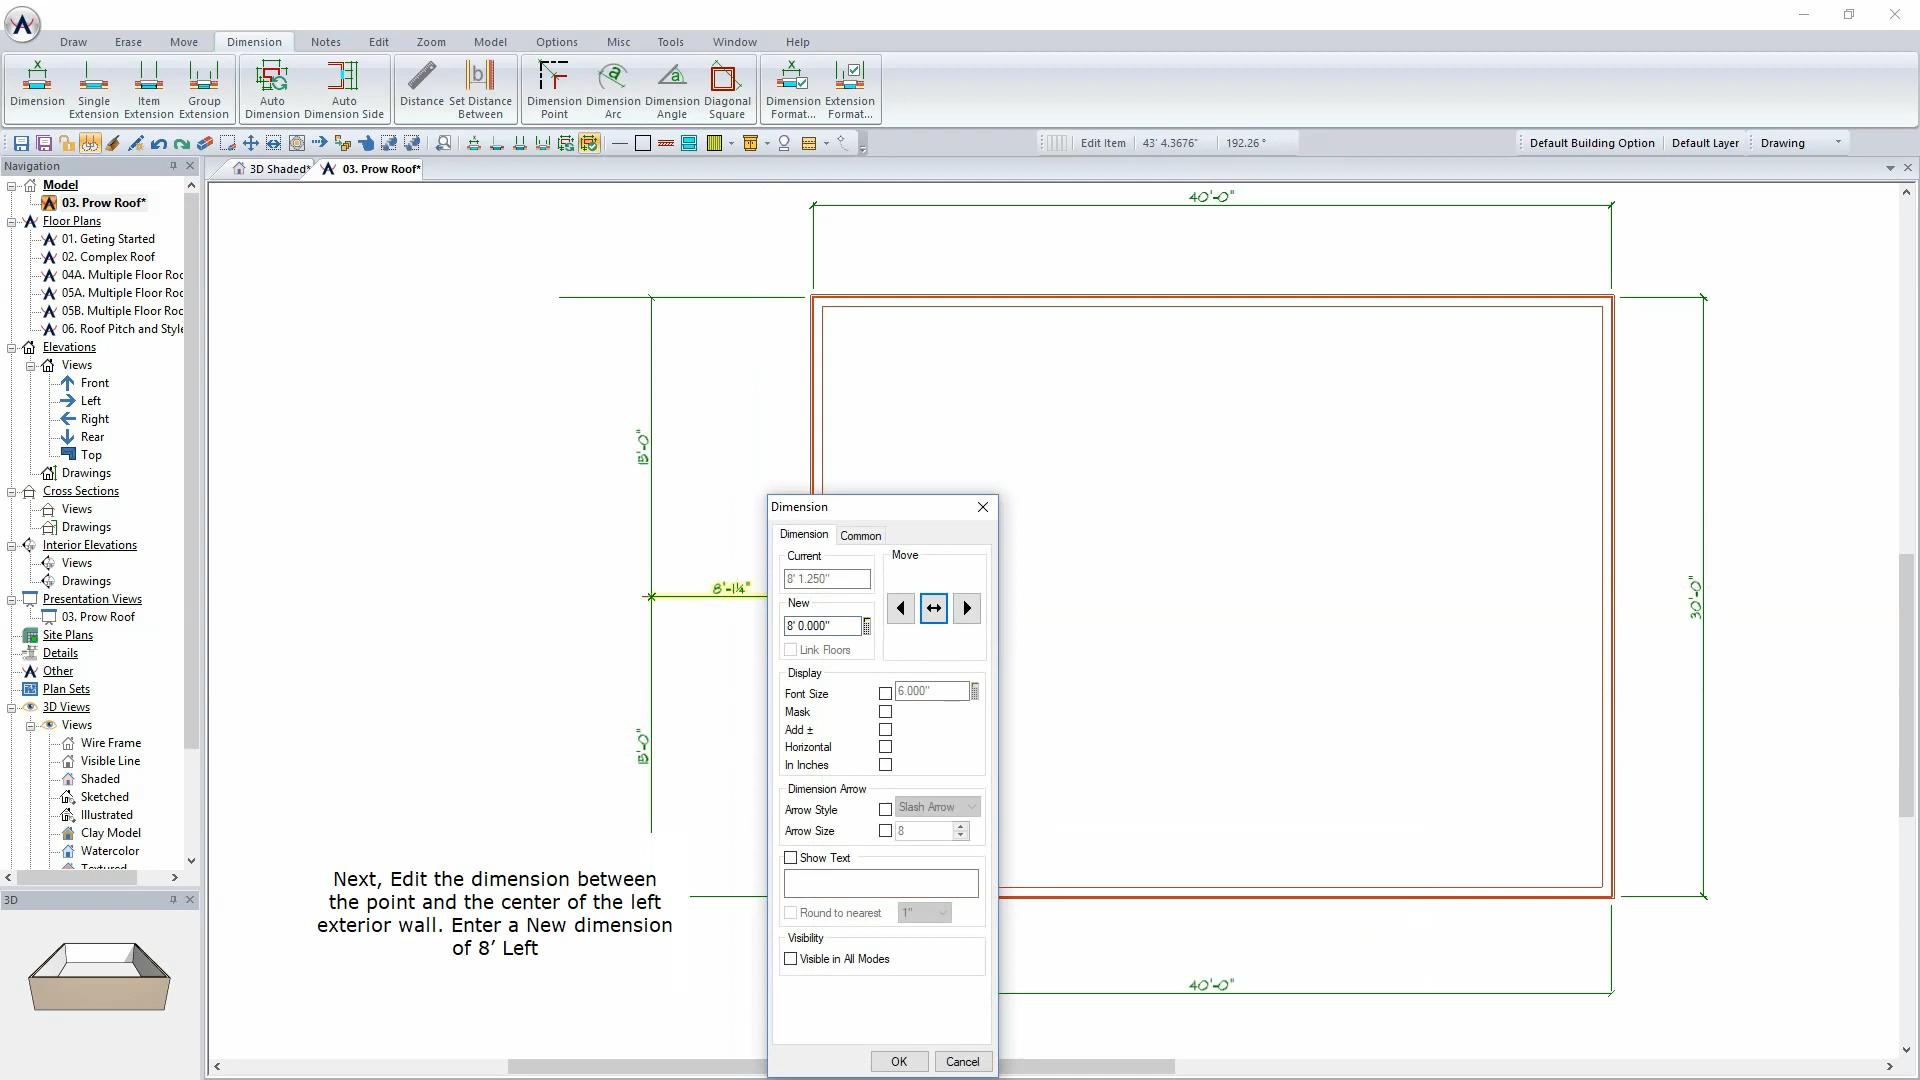 Draw Erase Move Dimension Notes Edit Zoom Model Options Misc Tools Window Help
Dimension
Single Extension
Item Extension
Group Extension
Auto Dimension
Auto Dimension Side
Distance
Set Distance Between
Dimension Point
Dimension Arc
Dimension Angle
Diagonal Square
Dimension Format...
Extension Format...
Edit Item 43' 4.3676" 192.26 °
Default Building Option Default Layer Drawing
Navigation
3D Shaded* 03. Prow Roof*
Model
03. Prow Roof*
Floor Plans
01. Geting Started
02. Complex Roof
04A. Multiple Floor Roo
05A. Multiple Floor Roo
05B. Multiple Floor Roo
06. Roof Pitch and Style
Elevations
Views
Front
Left
Right
Rear
Top
Drawings
Cross Sections
Views
Drawings
Interior Elevations
Views
Drawings
Presentation Views
03. Prow Roof
Site Plans
Details
Other
Plan Sets
3D Views
Views
Wire Frame
Visible Line
Shaded
Sketched
Illustrated
Clay Model
Watercolor
Textured
3D
40'-0"
15'-0"
8'-1¼"
15'-0"
30'-0"
40'-0"
Dimension
Dimension Common
Current
8' 1.250"
Move
New
8' 0.000"
Link Floors
Display
Font Size 6.000"
Mask
Add ±
Horizontal
In Inches
Dimension Arrow
Arrow Style Slash Arrow
Arrow Size 8
Show Text
Round to nearest 1"
Visibility
Visible in All Modes
OK Cancel
Next, Edit the dimension between
the point and the center of the left
exterior wall. Enter a New dimension
of 8’ Left